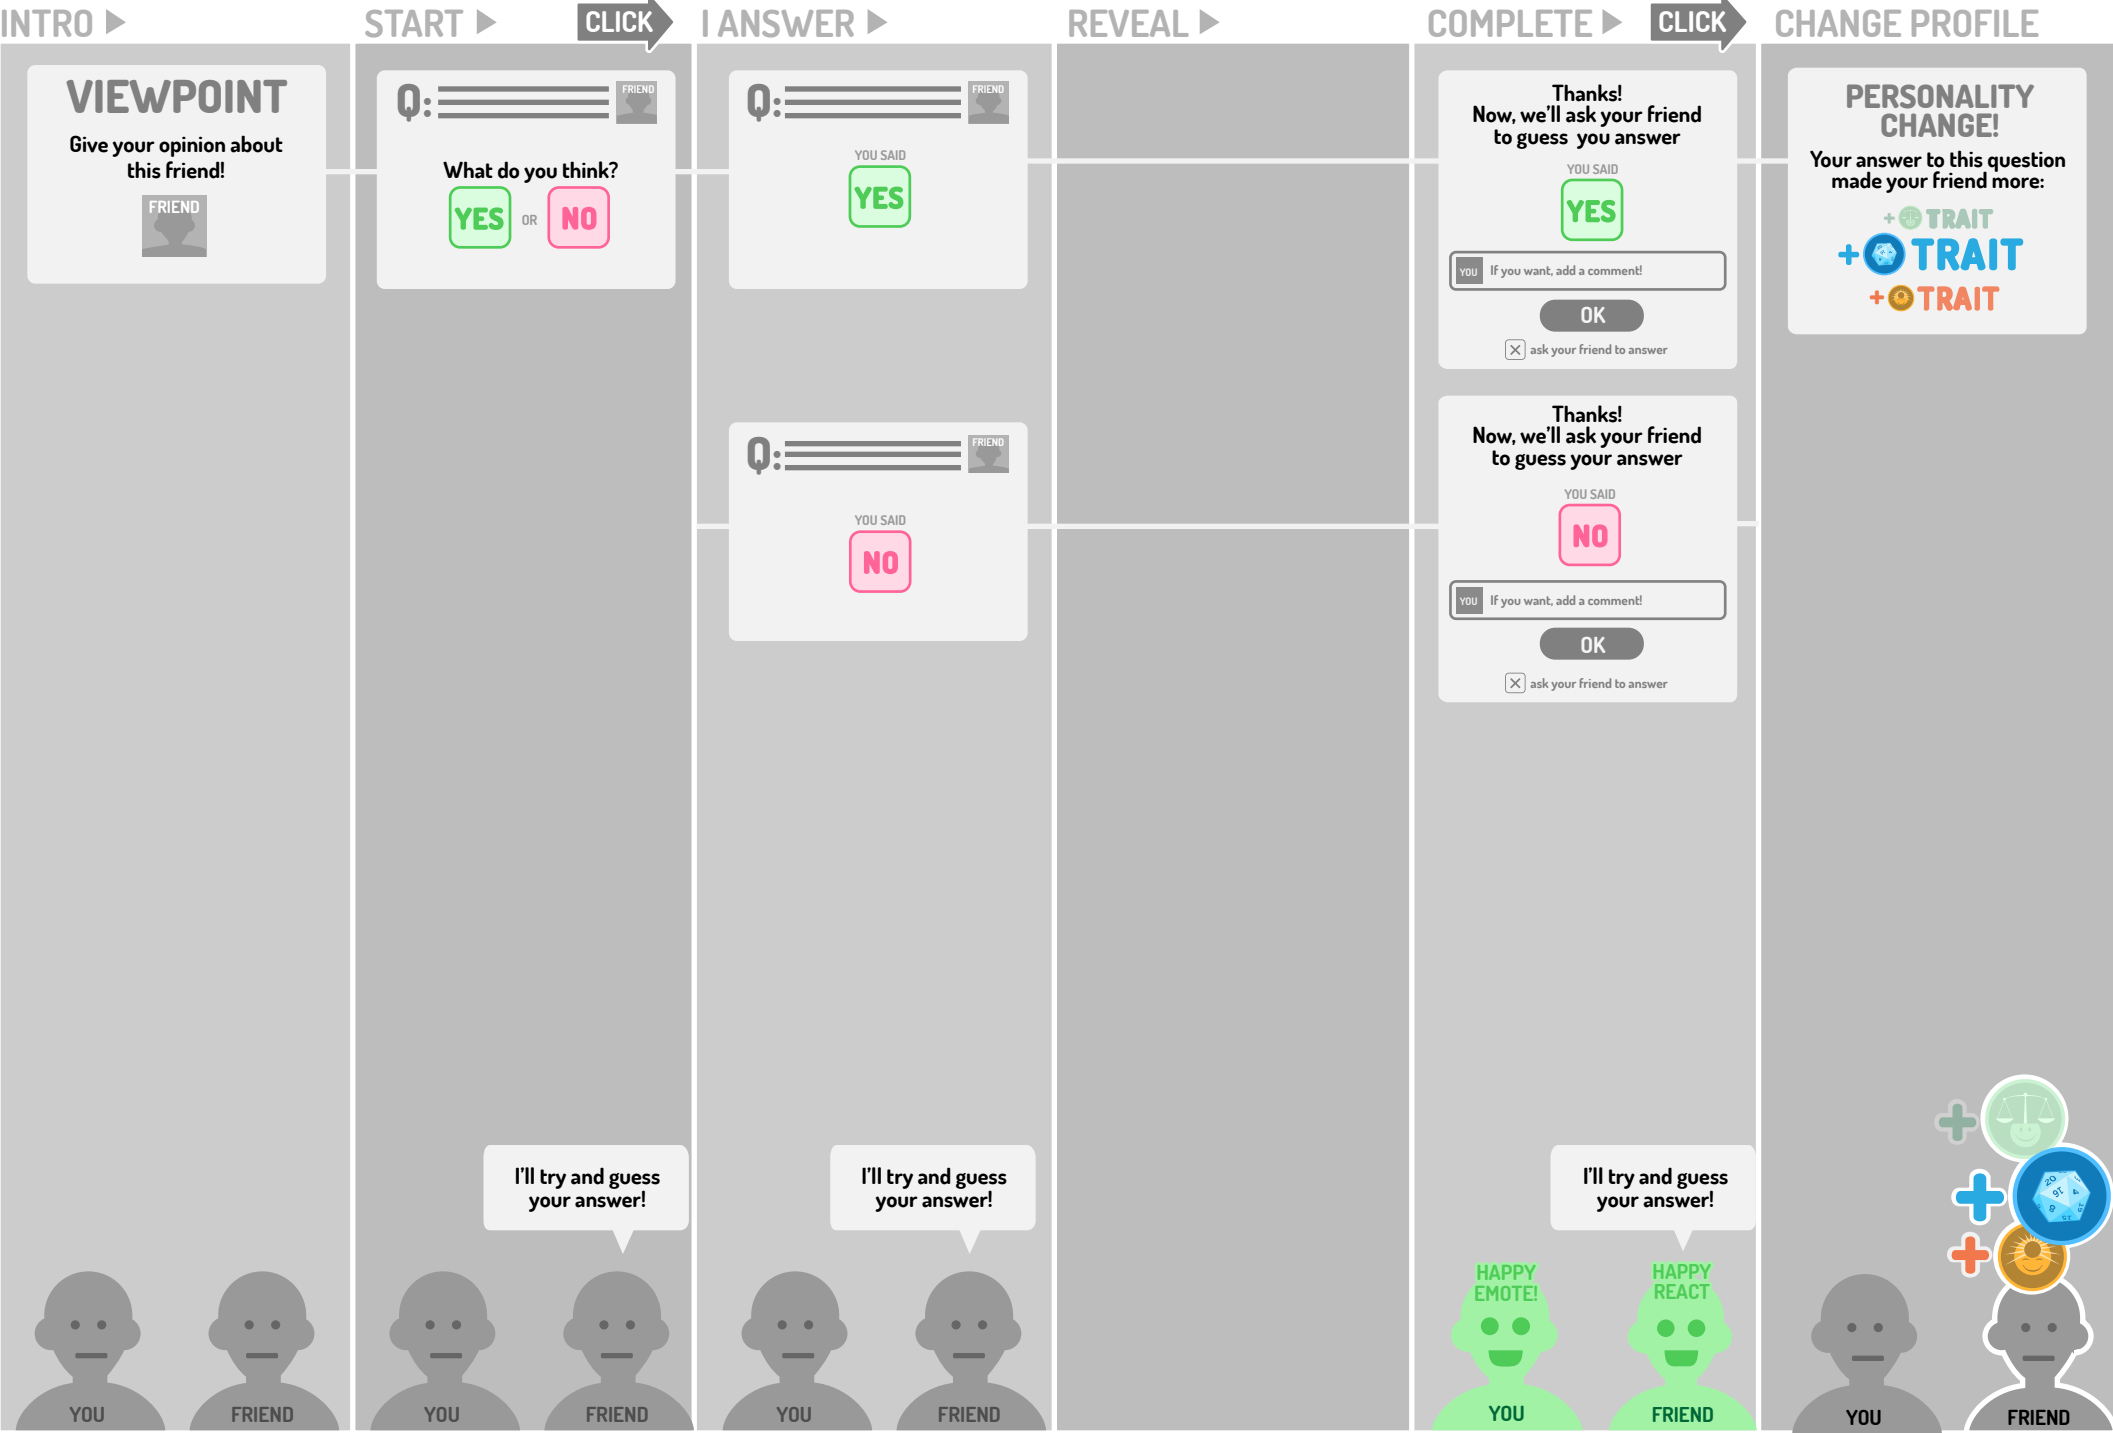 INTRO
START
CLICK
I ANSWER
REVEAL
COMPLETE
CLICK
CHANGE PROFILE
VIEWPOINT
Give your opinion about
this friend!
FRIEND
Q:
FRIEND
What do you think?
YES
OR
NO
Q:
FRIEND
YOU SAID
YES
Q:
FRIEND
YOU SAID
NO
Thanks!
Now, we'll ask your friend
to guess you answer
YOU SAID
YES
YOU
If you want, add a comment!
OK
ask your friend to answer
Thanks!
Now, we'll ask your friend
to guess your answer
YOU SAID
NO
YOU
If you want, add a comment!
OK
ask your friend to answer
PERSONALITY
CHANGE!
Your answer to this question
made your friend more:
+ TRAIT
+ TRAIT
+ TRAIT
YOU
FRIEND
I'll try and guess
your answer!
YOU
FRIEND
I'll try and guess
your answer!
YOU
FRIEND
I'll try and guess
your answer!
HAPPY
EMOTE!
HAPPY
REACT
YOU
FRIEND
20
16
8
YOU
FRIEND